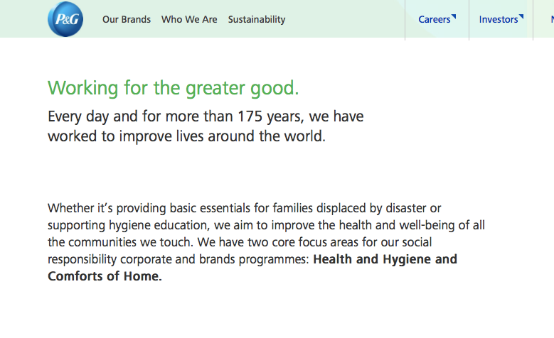 P&G
Our Brands Who We Are Sustainability Careers Investors
Working for the greater good.
Every day and for more than 175 years, we have
worked to improve lives around the world.
Whether it's providing basic essentials for families displaced by disaster or
supporting hygiene education, we aim to improve the health and well-being of all
the communities we touch. We have two core focus areas for our social
responsibility corporate and brands programmes: Health and Hygiene and
Comforts of Home.